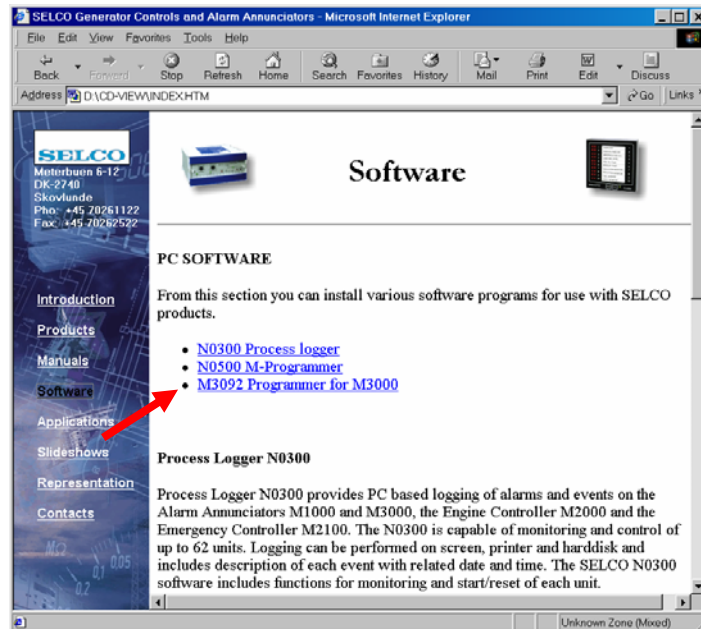 SELCO Generator Controls and Alarm Annunciators - Microsoft Internet Explorer
File Edit View Favorites Tools Help
Back Forward Stop Refresh Home Search Favorites History Mail Print Edit Discuss
Address D:\CD-VIEW\INDEX.HTM Go Links
SELCO
Meterbuen 6-12
DK-2740
Skovlunde
Pho: +45 70261122
Fax: +45 70262522
Introduction
Products
Manuals
Software
Applications
Slideshows
Representation
Contacts
Software
PC SOFTWARE
From this section you can install various software programs for use with SELCO
products.
• N0300 Process logger
• N0500 M-Programmer
• M3092 Programmer for M3000
Process Logger N0300
Process Logger N0300 provides PC based logging of alarms and events on the
Alarm Annunciators M1000 and M3000, the Engine Controller M2000 and the
Emergency Controller M2100. The N0300 is capable of monitoring and control of
up to 62 units. Logging can be performed on screen, printer and harddisk and
includes description of each event with related date and time. The SELCO N0300
software includes functions for monitoring and start/reset of each unit.
Unknown Zone (Mixed)